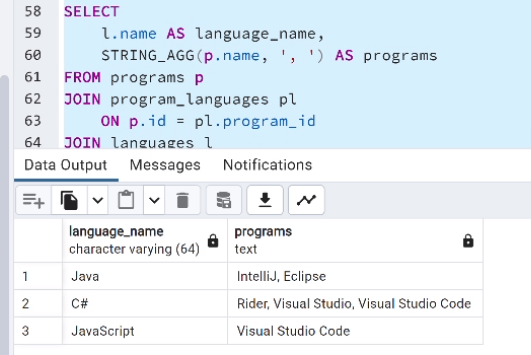 58 SELECT
59 l.name AS language_name,
60 STRING_AGG(p.name, ', ') AS programs
61 FROM programs p
62 JOIN program_languages pl
63 ON p.id = pl.program_id
64 JOIN languages l
Data Output Messages Notifications
language_name programs
character varying (64) text
1 Java IntelliJ, Eclipse
2 C# Rider, Visual Studio, Visual Studio Code
3 JavaScript Visual Studio Code